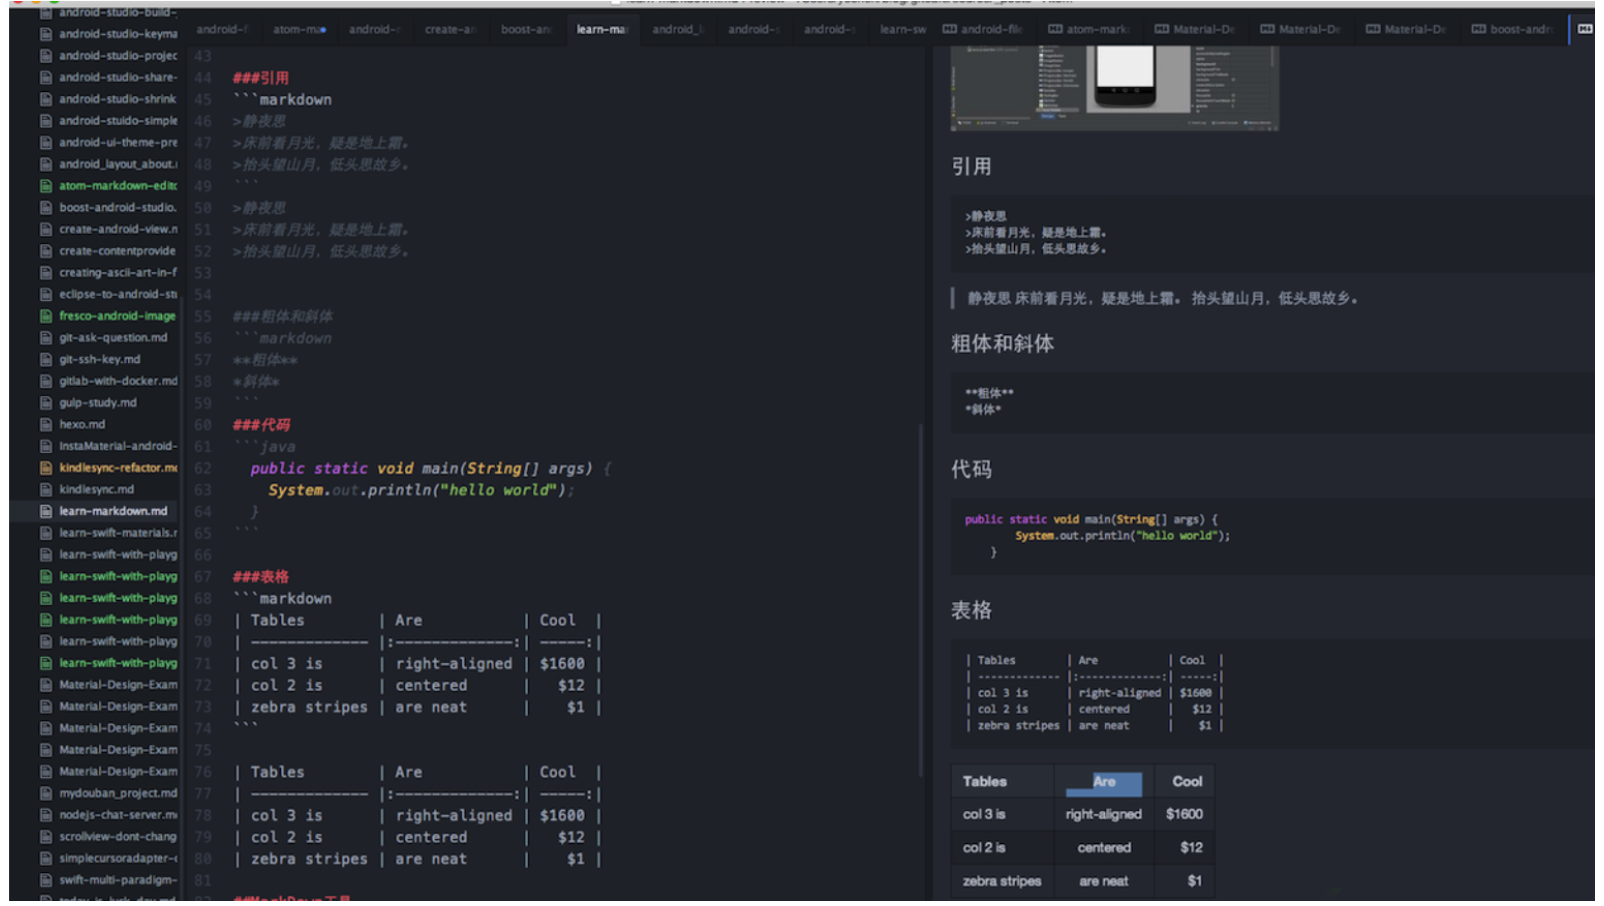 android-studio-build-
android-studio-keyma
android-studio-projec
android-studio-share-
android-studio-shrink
android-stuido-simple
android-ui-theme-pre
android_layout_about.
atom-markdown-edito
boost-android-studio.
create-android-view.n
create-contentprovide
creating-ascii-art-in-f
eclipse-to-android-stu
fresco-android-image
git-ask-question.md
git-ssh-key.md
gitlab-with-docker.md
gulp-study.md
hexo.md
InstaMaterial-android-
kindlesync-refactor.md
kindlesync.md
learn-markdown.md
learn-swift-materials.r
learn-swift-with-playg
learn-swift-with-playg
learn-swift-with-playg
learn-swift-with-playg
learn-swift-with-playg
learn-swift-with-playg
Material-Design-Exam
Material-Design-Exam
Material-Design-Exam
Material-Design-Exam
Material-Design-Exam
mydouban_project.md
nodejs-chat-server.m
scrollview-dont-chang
simplecursoradapter-c
swift-multi-paradigm-
android-f atom-ma android- create-an boost-an learn-ma android_l android-s android-s learn-sw android-file atom-mark Material-De Material-De Material-De boost-andro
43
44 ###引用
45 ```markdown
46 >静夜思
47 >床前看月光，疑是地上霜。
48 >抬头望山月，低头思故乡。
49 ```
50 >静夜思
51 >床前看月光，疑是地上霜。
52 >抬头望山月，低头思故乡。
53
54
55 ###粗体和斜体
56 ```markdown
57 **粗体**
58 *斜体*
59 ```
60 ###代码
61 ```java
62 public static void main(String[] args) {
63 System.out.println("hello world");
64 }
65 ```
66
67 ###表格
68 ```markdown
69 | Tables | Are | Cool |
70 | ------------- |:-------------:| -----:|
71 | col 3 is | right-aligned | $1600 |
72 | col 2 is | centered | $12 |
73 | zebra stripes | are neat | $1 |
74 ```
75
76 | Tables | Are | Cool |
77 | ------------- |:-------------:| -----:|
78 | col 3 is | right-aligned | $1600 |
79 | col 2 is | centered | $12 |
80 | zebra stripes | are neat | $1 |
81
##MarkDown工具
引用
>静夜思
>床前看月光，疑是地上霜。
>抬头望山月，低头思故乡。
静夜思 床前看月光，疑是地上霜。 抬头望山月，低头思故乡。
粗体和斜体
**粗体**
*斜体*
代码
public static void main(String[] args) {
System.out.println("hello world");
}
表格
| Tables | Are | Cool |
| ------------- |:-------------:| -----:|
| col 3 is | right-aligned | $1600 |
| col 2 is | centered | $12 |
| zebra stripes | are neat | $1 |
Tables Are Cool
col 3 is right-aligned $1600
col 2 is centered $12
zebra stripes are neat $1